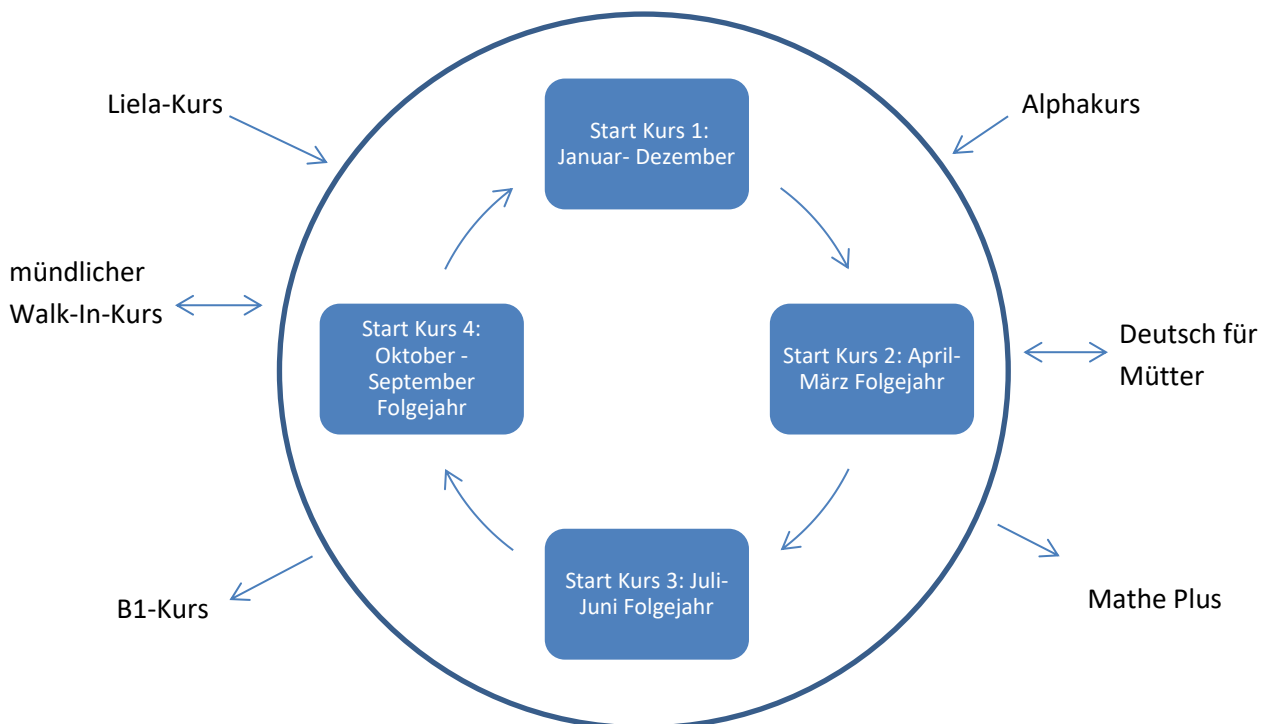 Liela-Kurs
Alphakurs
Start Kurs 1:
Januar- Dezember
mündlicher
Walk-In-Kurs
Start Kurs 4:
Oktober -
September
Folgejahr
Start Kurs 2: April-
März Folgejahr
Deutsch für
Mütter
B1-Kurs
Start Kurs 3: Juli-
Juni Folgejahr
Mathe Plus